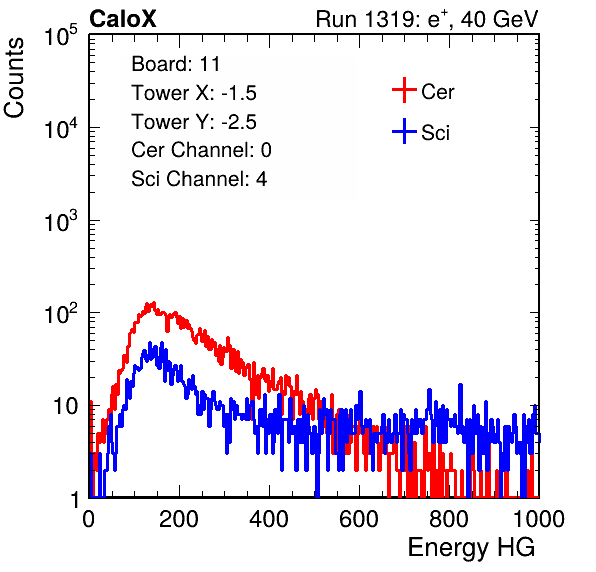 CaloX Run 1319: e⁺, 40 GeV
Counts
Board: 11
Tower X: -1.5
Tower Y: -2.5
Cer Channel: 0
Sci Channel: 4
Cer
Sci
10⁵
10⁴
10³
10²
10
1
0 200 400 600 800 1000
Energy HG